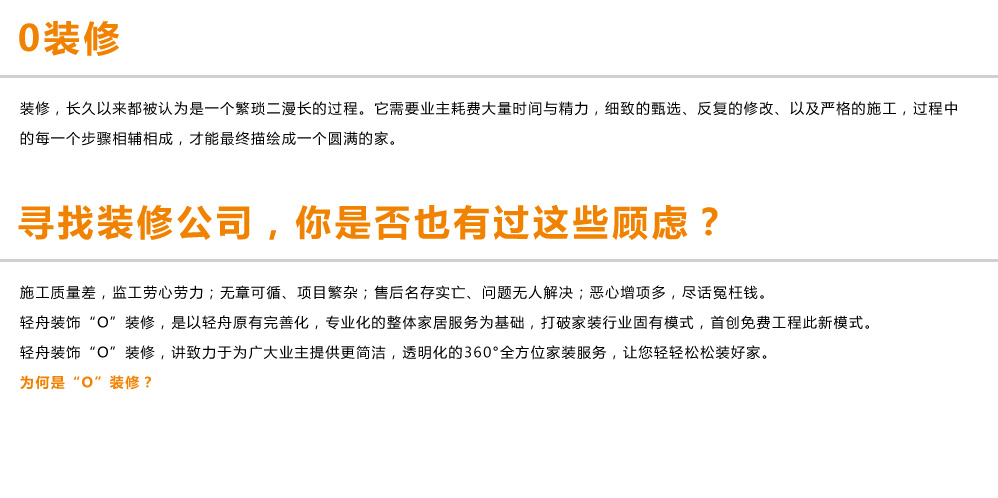 0装修
装修，长久以来都被认为是一个繁琐二漫长的过程。它需要业主耗费大量时间与精力，细致的甄选、反复的修改、以及严格的施工，过程中
的每一个步骤相辅相成，才能最终描绘成一个圆满的家。
寻找装修公司，你是否也有过这些顾虑？
施工质量差，监工劳心劳力；无章可循、项目繁杂；售后名存实亡、问题无人解决；恶心增项多，尽话冤枉钱。
轻舟装饰“O”装修，是以轻舟原有完善化，专业化的整体家居服务为基础，打破家装行业固有模式，首创免费工程此新模式。
轻舟装饰“O”装修，讲致力于为广大业主提供更简洁，透明化的360°全方位家装服务，让您轻轻松松装好家。
为何是“O”装修？